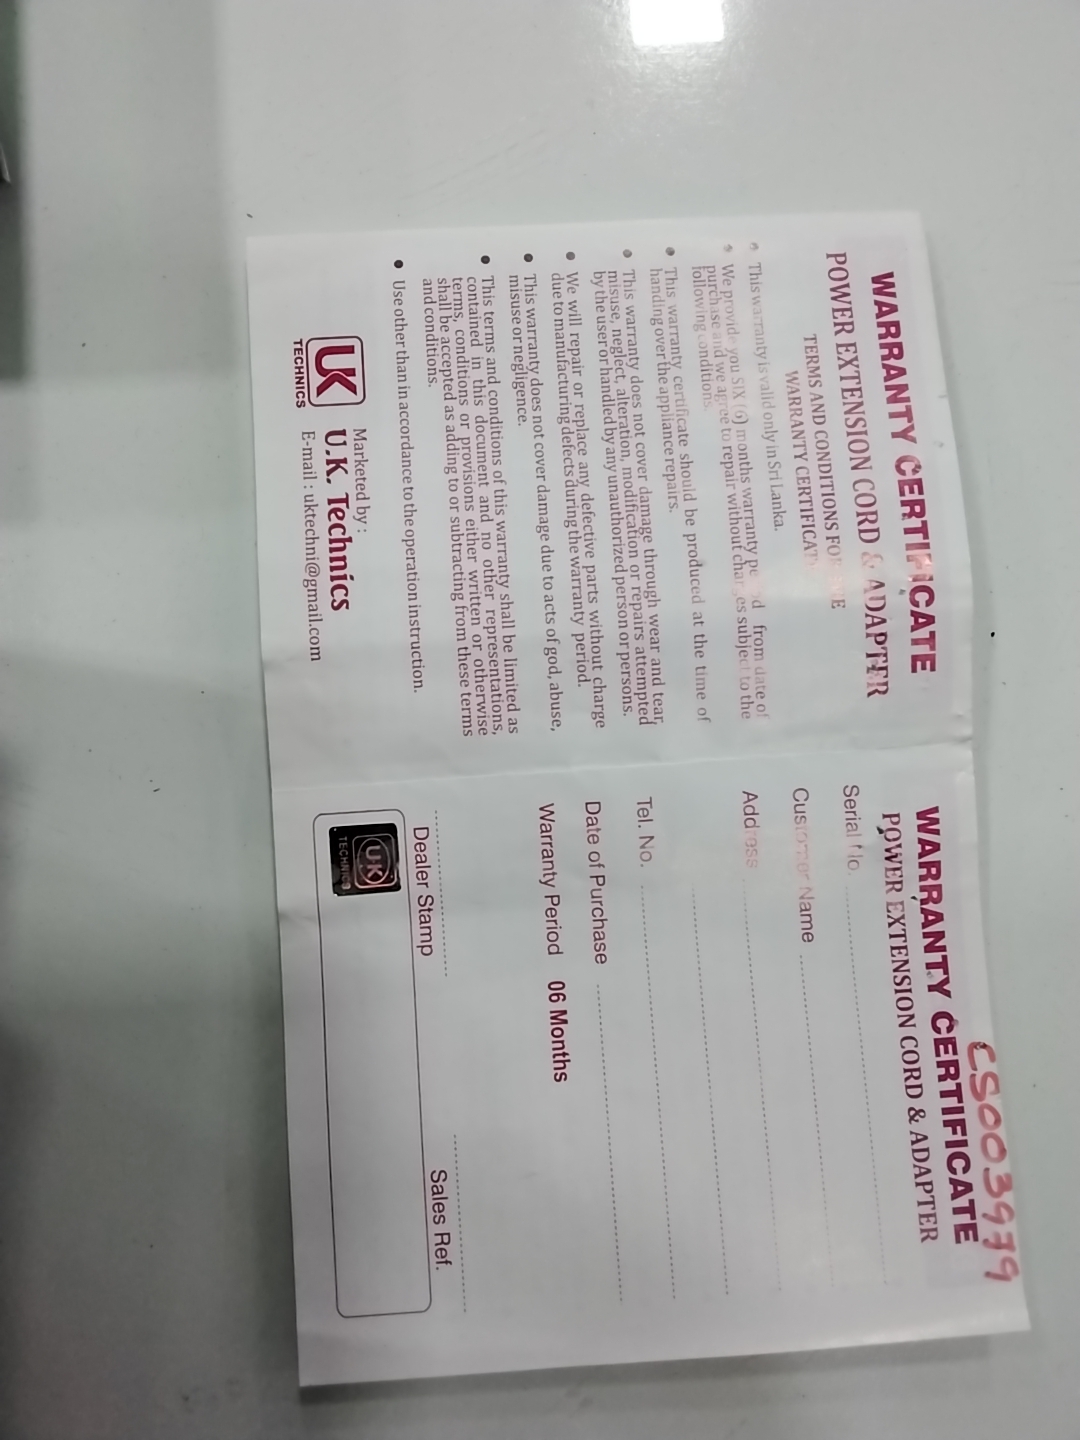 WARRANTY CERTIFICATE
POWER EXTENSION CORD & ADAPTER
TERMS AND CONDITIONS FOR THE
WARRANTY CERTIFICATE
• This warranty is valid only in Sri Lanka.
• We provide you SIX (6) months warranty period from date of
purchase and we agree to repair without charges subject to the
following conditions.
• This warranty certificate should be produced at the time of
handing over the appliance repairs.
• This warranty does not cover damage through wear and tear,
misuse, neglect, alteration, modification or repairs attempted
by the user or handled by any unauthorized person or persons.
• We will repair or replace any defective parts without charge
due to manufacturing defects during the warranty period.
• This warranty does not cover damage due to acts of god, abuse,
misuse or negligence.
• This terms and conditions of this warranty shall be limited as
contained in this document and no other representations,
terms, conditions or provisions either written or otherwise
shall be accepted as adding to or subtracting from these terms
and conditions.
• Use other than in accordance to the operation instruction.
UK
TECHNICS
Marketed by :
U.K. Technics
E-mail : uktechni@gmail.com
CS003979
WARRANTY CERTIFICATE
POWER EXTENSION CORD & ADAPTER
Serial No.
Customer Name
Address
Tel. No.
Date of Purchase
Warranty Period 06 Months
Dealer Stamp Sales Ref.
UK
TECHNICS